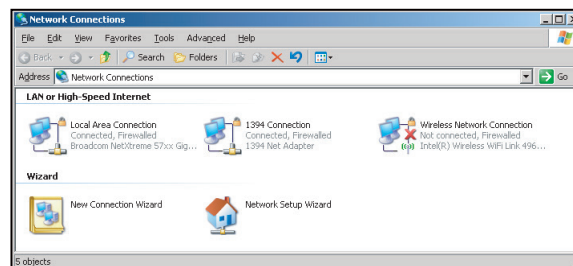 Network Connections
File Edit View Favorites Tools Advanced Help
Back Search Folders
Address Network Connections Go
LAN or High-Speed Internet
Local Area Connection
Connected, Firewalled
Broadcom NetXtreme 57xx Gig...
1394 Connection
Connected, Firewalled
1394 Net Adapter
Wireless Network Connection
Not connected, Firewalled
Intel(R) Wireless WiFi Link 496...
Wizard
New Connection Wizard
Network Setup Wizard
5 objects